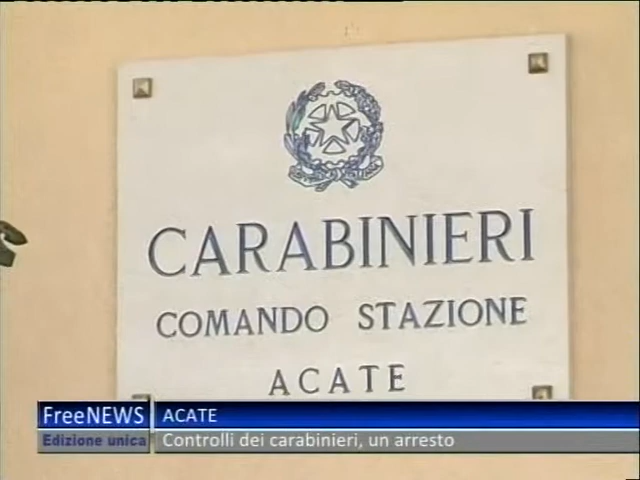 CARABINIERI
COMANDO STAZIONE
ACATE
FreeNEWS ACATE
Edizione unica Controlli dei carabinieri, un arresto